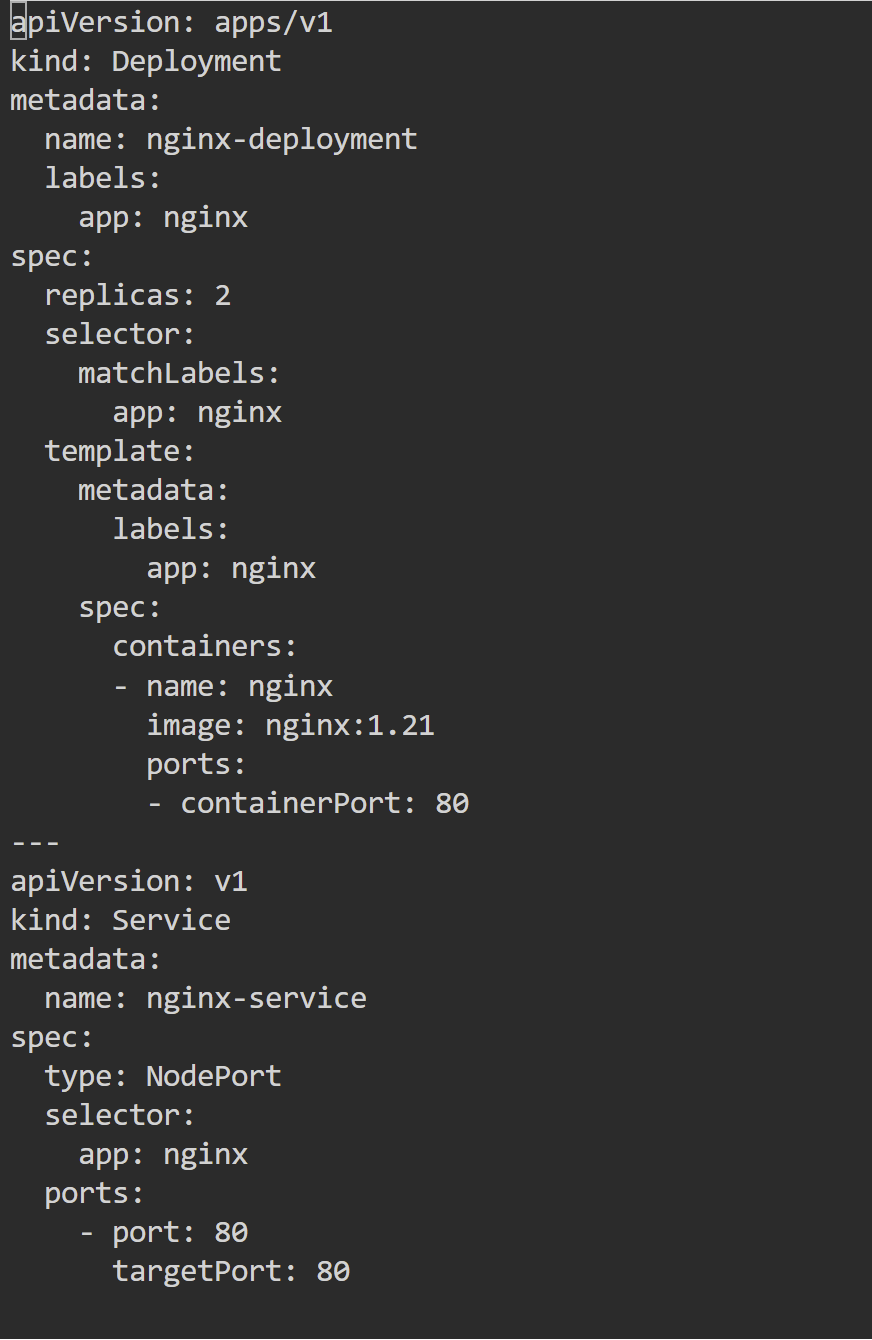 apiVersion: apps/v1
kind: Deployment
metadata:
  name: nginx-deployment
  labels:
    app: nginx
spec:
  replicas: 2
  selector:
    matchLabels:
      app: nginx
  template:
    metadata:
      labels:
        app: nginx
    spec:
      containers:
      - name: nginx
        image: nginx:1.21
        ports:
        - containerPort: 80
---
apiVersion: v1
kind: Service
metadata:
  name: nginx-service
spec:
  type: NodePort
  selector:
    app: nginx
  ports:
    - port: 80
      targetPort: 80